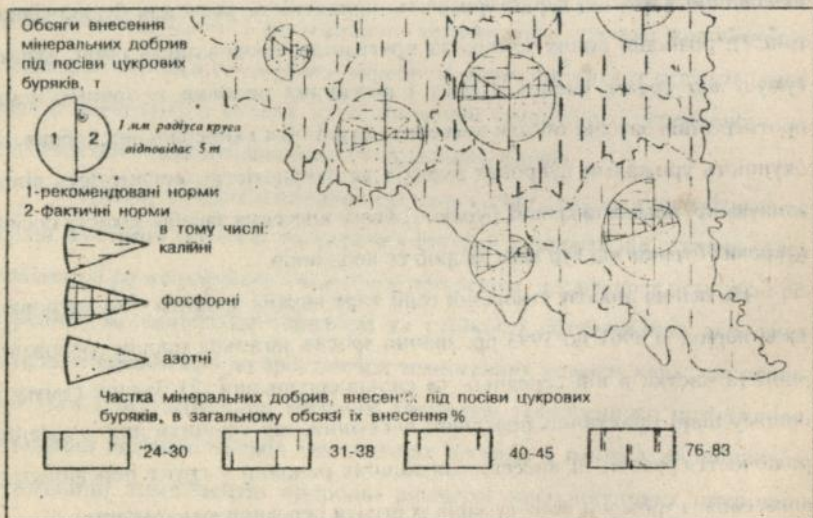 Обсяги внесення
мінеральних добрив
під посіви цукрових
буряків, т
2
1 мм радіуса круга
відповідає 5 т
1-рекомендовані норми
2-фактичні норми
в тому числі:
калійні
фосфорні
азотні
Частка мінеральних добрив, внесених під посіви цукрових
буряків, в загальному обсязі їх внесення %
24-30
31-38
40-45
76-83